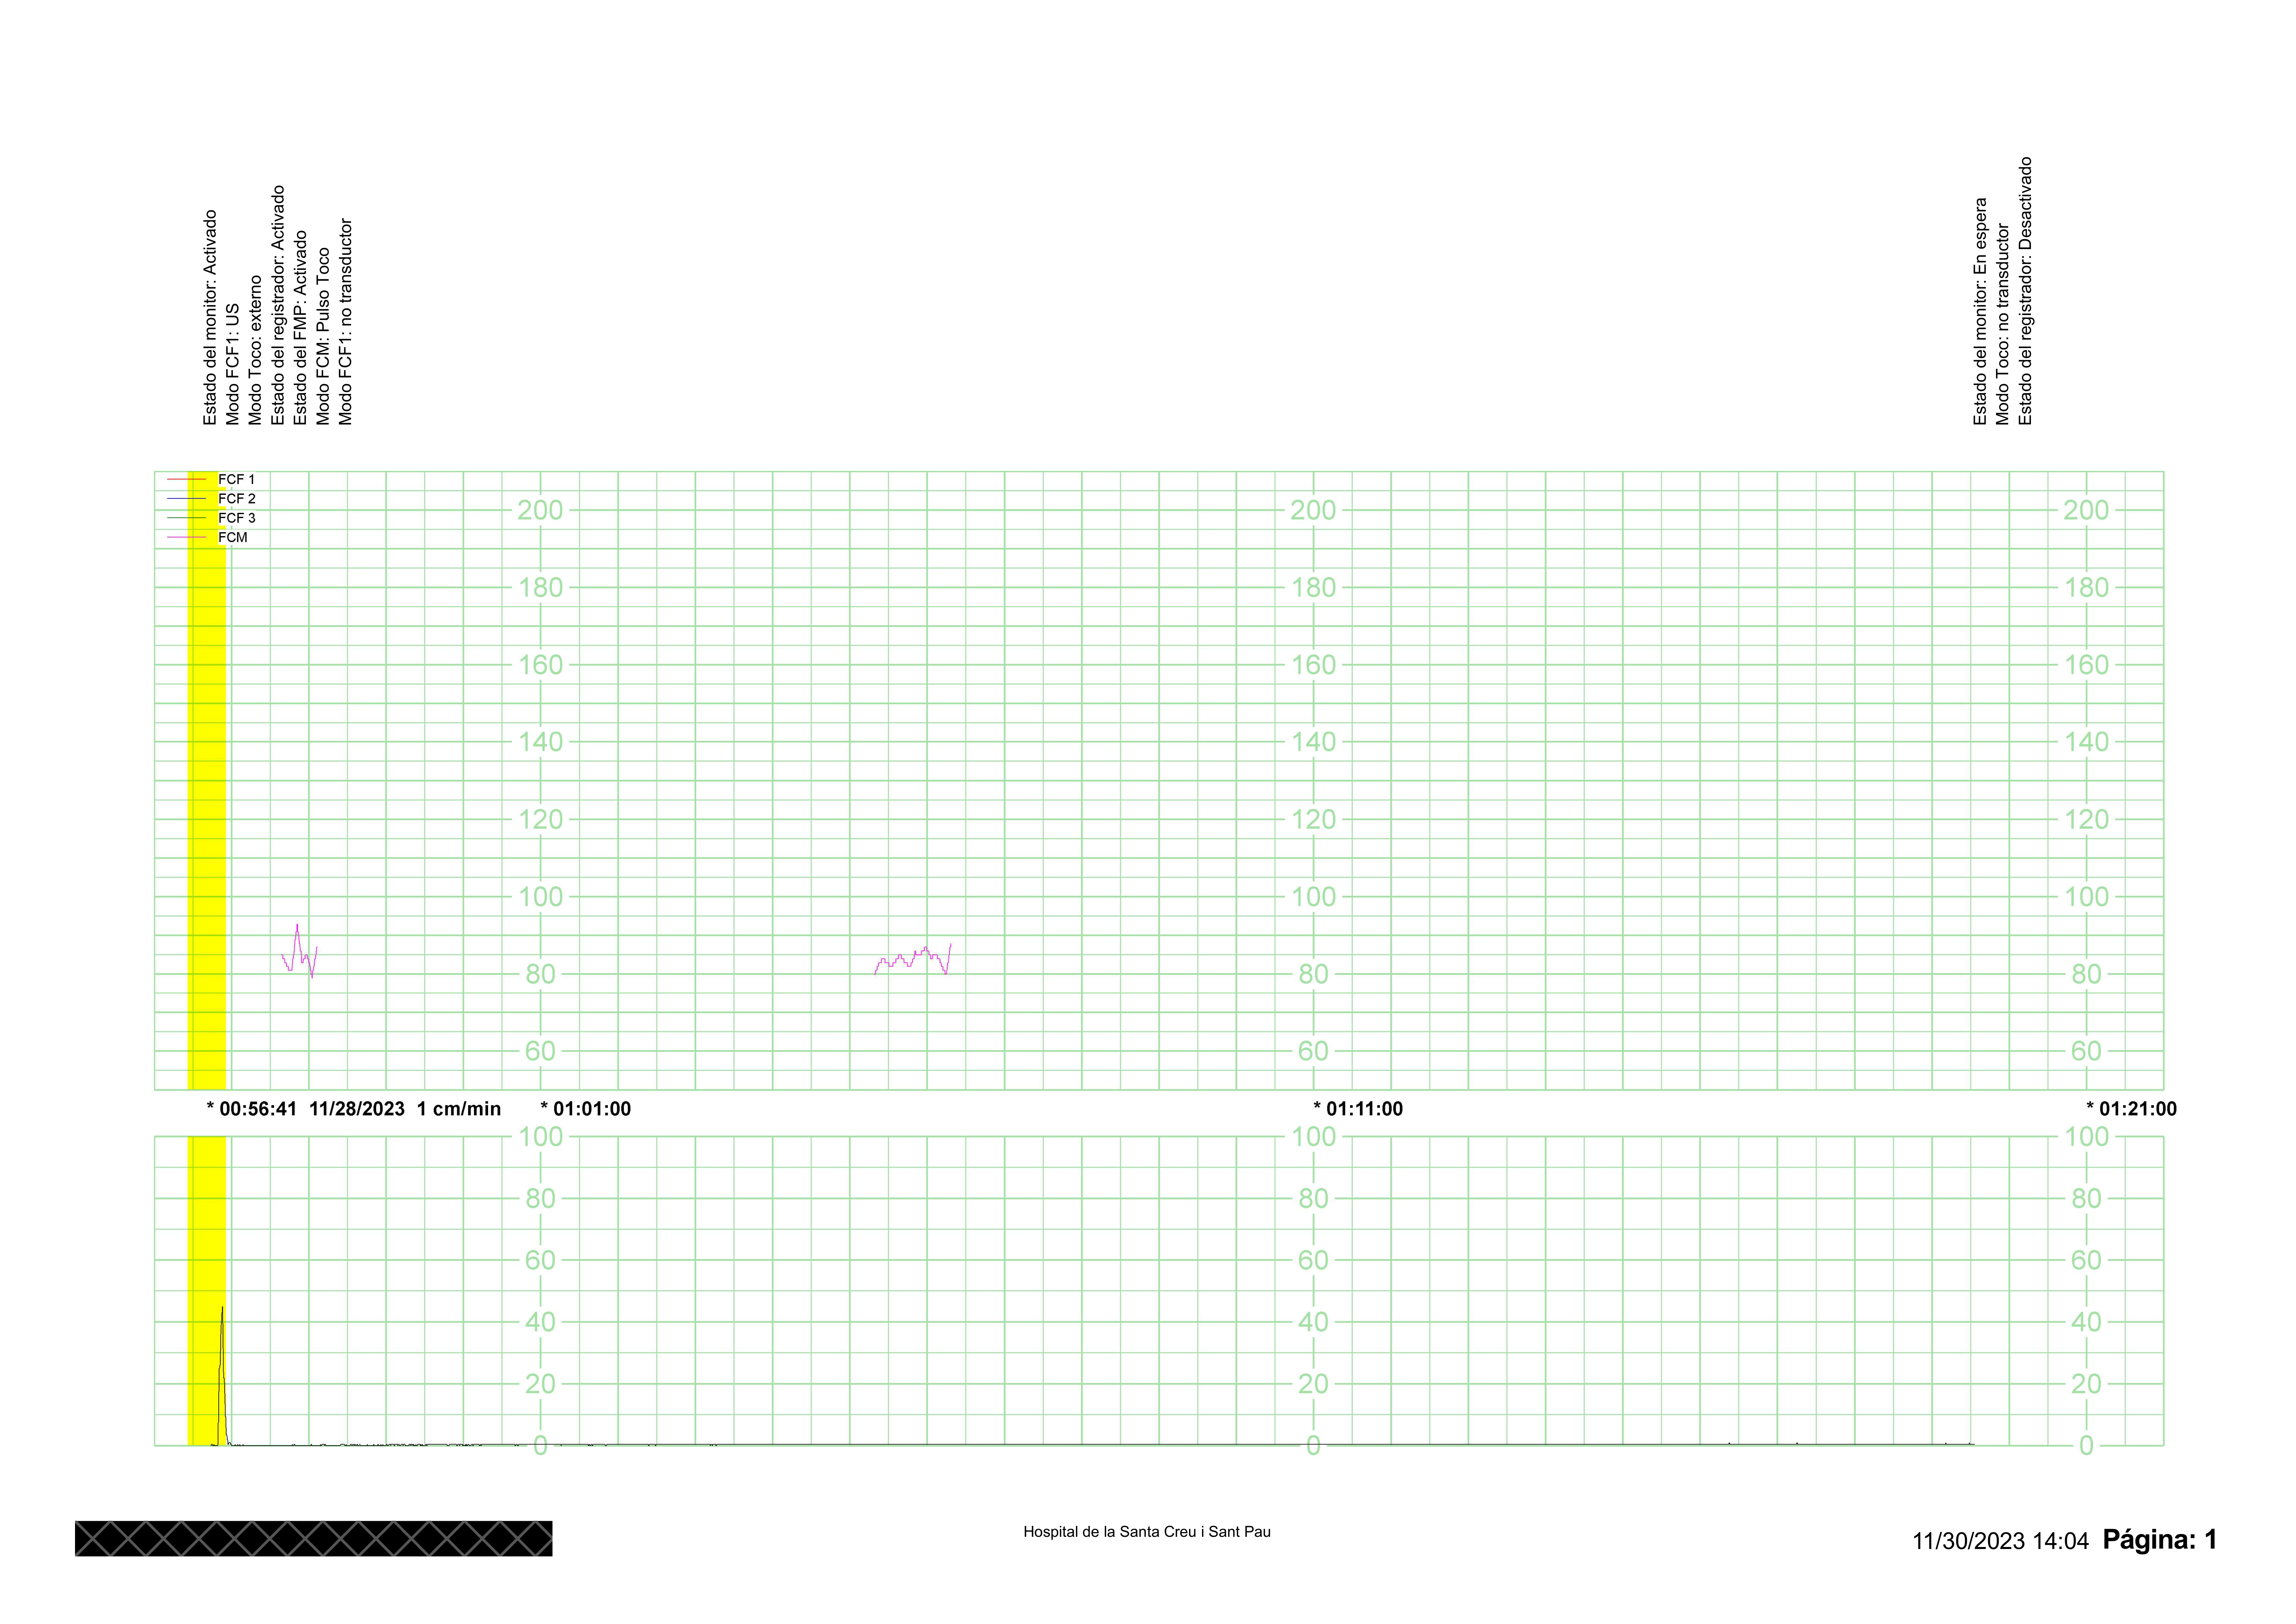 Estado del monitor: Activado
Modo FCF1: US
Modo Toco: externo
Estado del registrador: Activado
Estado del FMP: Activado
Modo FCM: Pulso Toco
Modo FCF1: no transductor
Estado del monitor: En espera
Modo Toco: no transductor
Estado del registrador: Desactivado
FCF 1
FCF 2
FCF 3
FCM
200 200 200
180 180 180
160 160 160
140 140 140
120 120 120
100 100 100
80 80 80
60 60 60
* 00:56:41 11/28/2023 1 cm/min * 01:01:00 * 01:11:00 * 01:21:00
100 100 100
80 80 80
60 60 60
40 40 40
20 20 20
0 0 0
Hospital de la Santa Creu i Sant Pau
11/30/2023 14:04 Página: 1